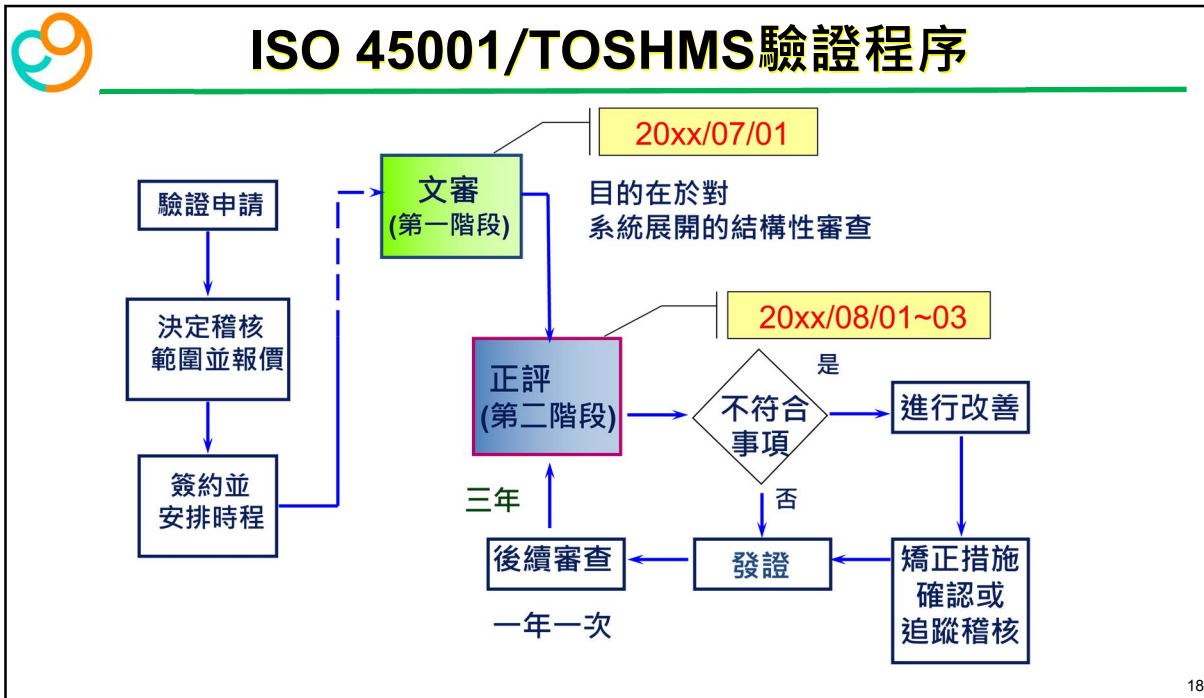 ISO 45001/TOSHMS驗證程序
20xx/07/01
驗證申請
文審
(第一階段)
目的在於對
系統展開的結構性審查
決定稽核
範圍並報價
20xx/08/01~03
正評
(第二階段)
是
不符合
事項
進行改善
簽約並
安排時程
三年
否
後續審查
發證
矯正措施
確認或
追蹤稽核
一年一次
18